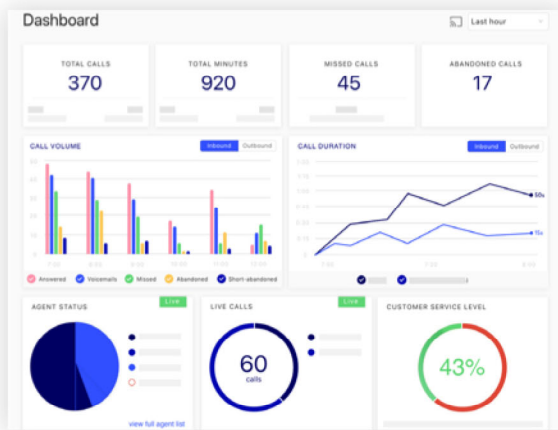 Dashboard
Last hour
TOTAL CALLS
370
TOTAL MINUTES
920
MISSED CALLS
45
ABANDONED CALLS
17
CALL VOLUME
Inbound
Outbound
Answered
Voicemails
Missed
Abandoned
Short-abandoned
CALL DURATION
Inbound
Outbound
50s
15s
AGENT STATUS
Live
view full agent list
LIVE CALLS
Live
60
calls
CUSTOMER SERVICE LEVEL
43%